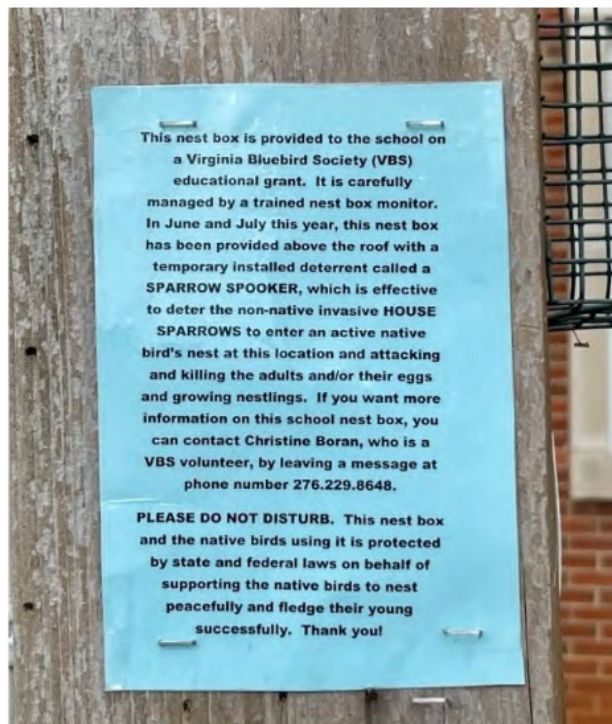 This nest box is provided to the school on
a Virginia Bluebird Society (VBS)
educational grant. It is carefully
managed by a trained nest box monitor.
In June and July this year, this nest box
has been provided above the roof with a
temporary installed deterrent called a
SPARROW SPOOKER, which is effective
to deter the non-native invasive HOUSE
SPARROWS to enter an active native
bird's nest at this location and attacking
and killing the adults and/or their eggs
and growing nestlings. If you want more
information on this school nest box, you
can contact Christine Boran, who is a
VBS volunteer, by leaving a message at
phone number 276.229.8648.
PLEASE DO NOT DISTURB. This nest box
and the native birds using it is protected
by state and federal laws on behalf of
supporting the native birds to nest
peacefully and fledge their young
successfully. Thank you!